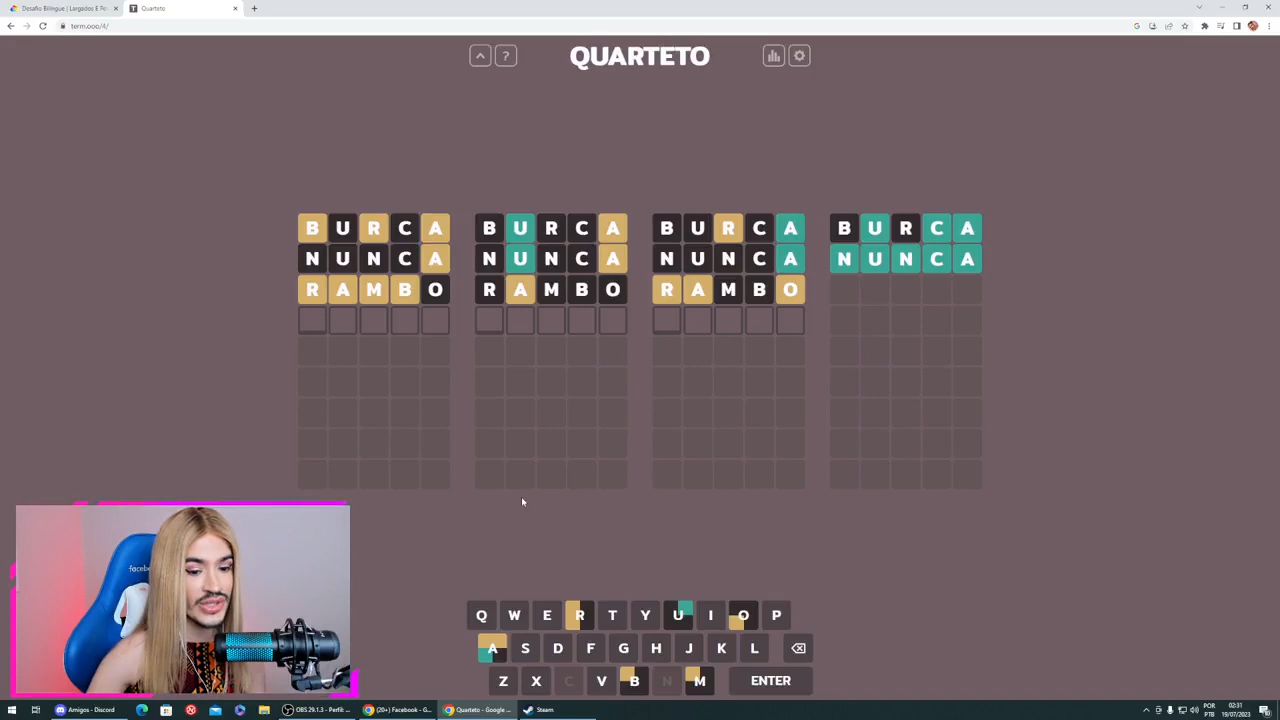 Desafio Bilíngue | Largados E Pe
Quarteto
term.ooo/4/
?
QUARTETO
BURCA BURCA BURCA BURCA
NUNCA NUNCA NUNCA NUNCA
RAMBO RAMBO RAMBO
facebo
Q W E R T Y U I O P
A S D F G H J K L
Z X C V B N M ENTER
Amigos - Discord
OBS 29.1.3 - Perfil:
(20+) Facebook - G...
Quarteto - Google ...
Steam
POR
PTB
02:31
19/07/2023